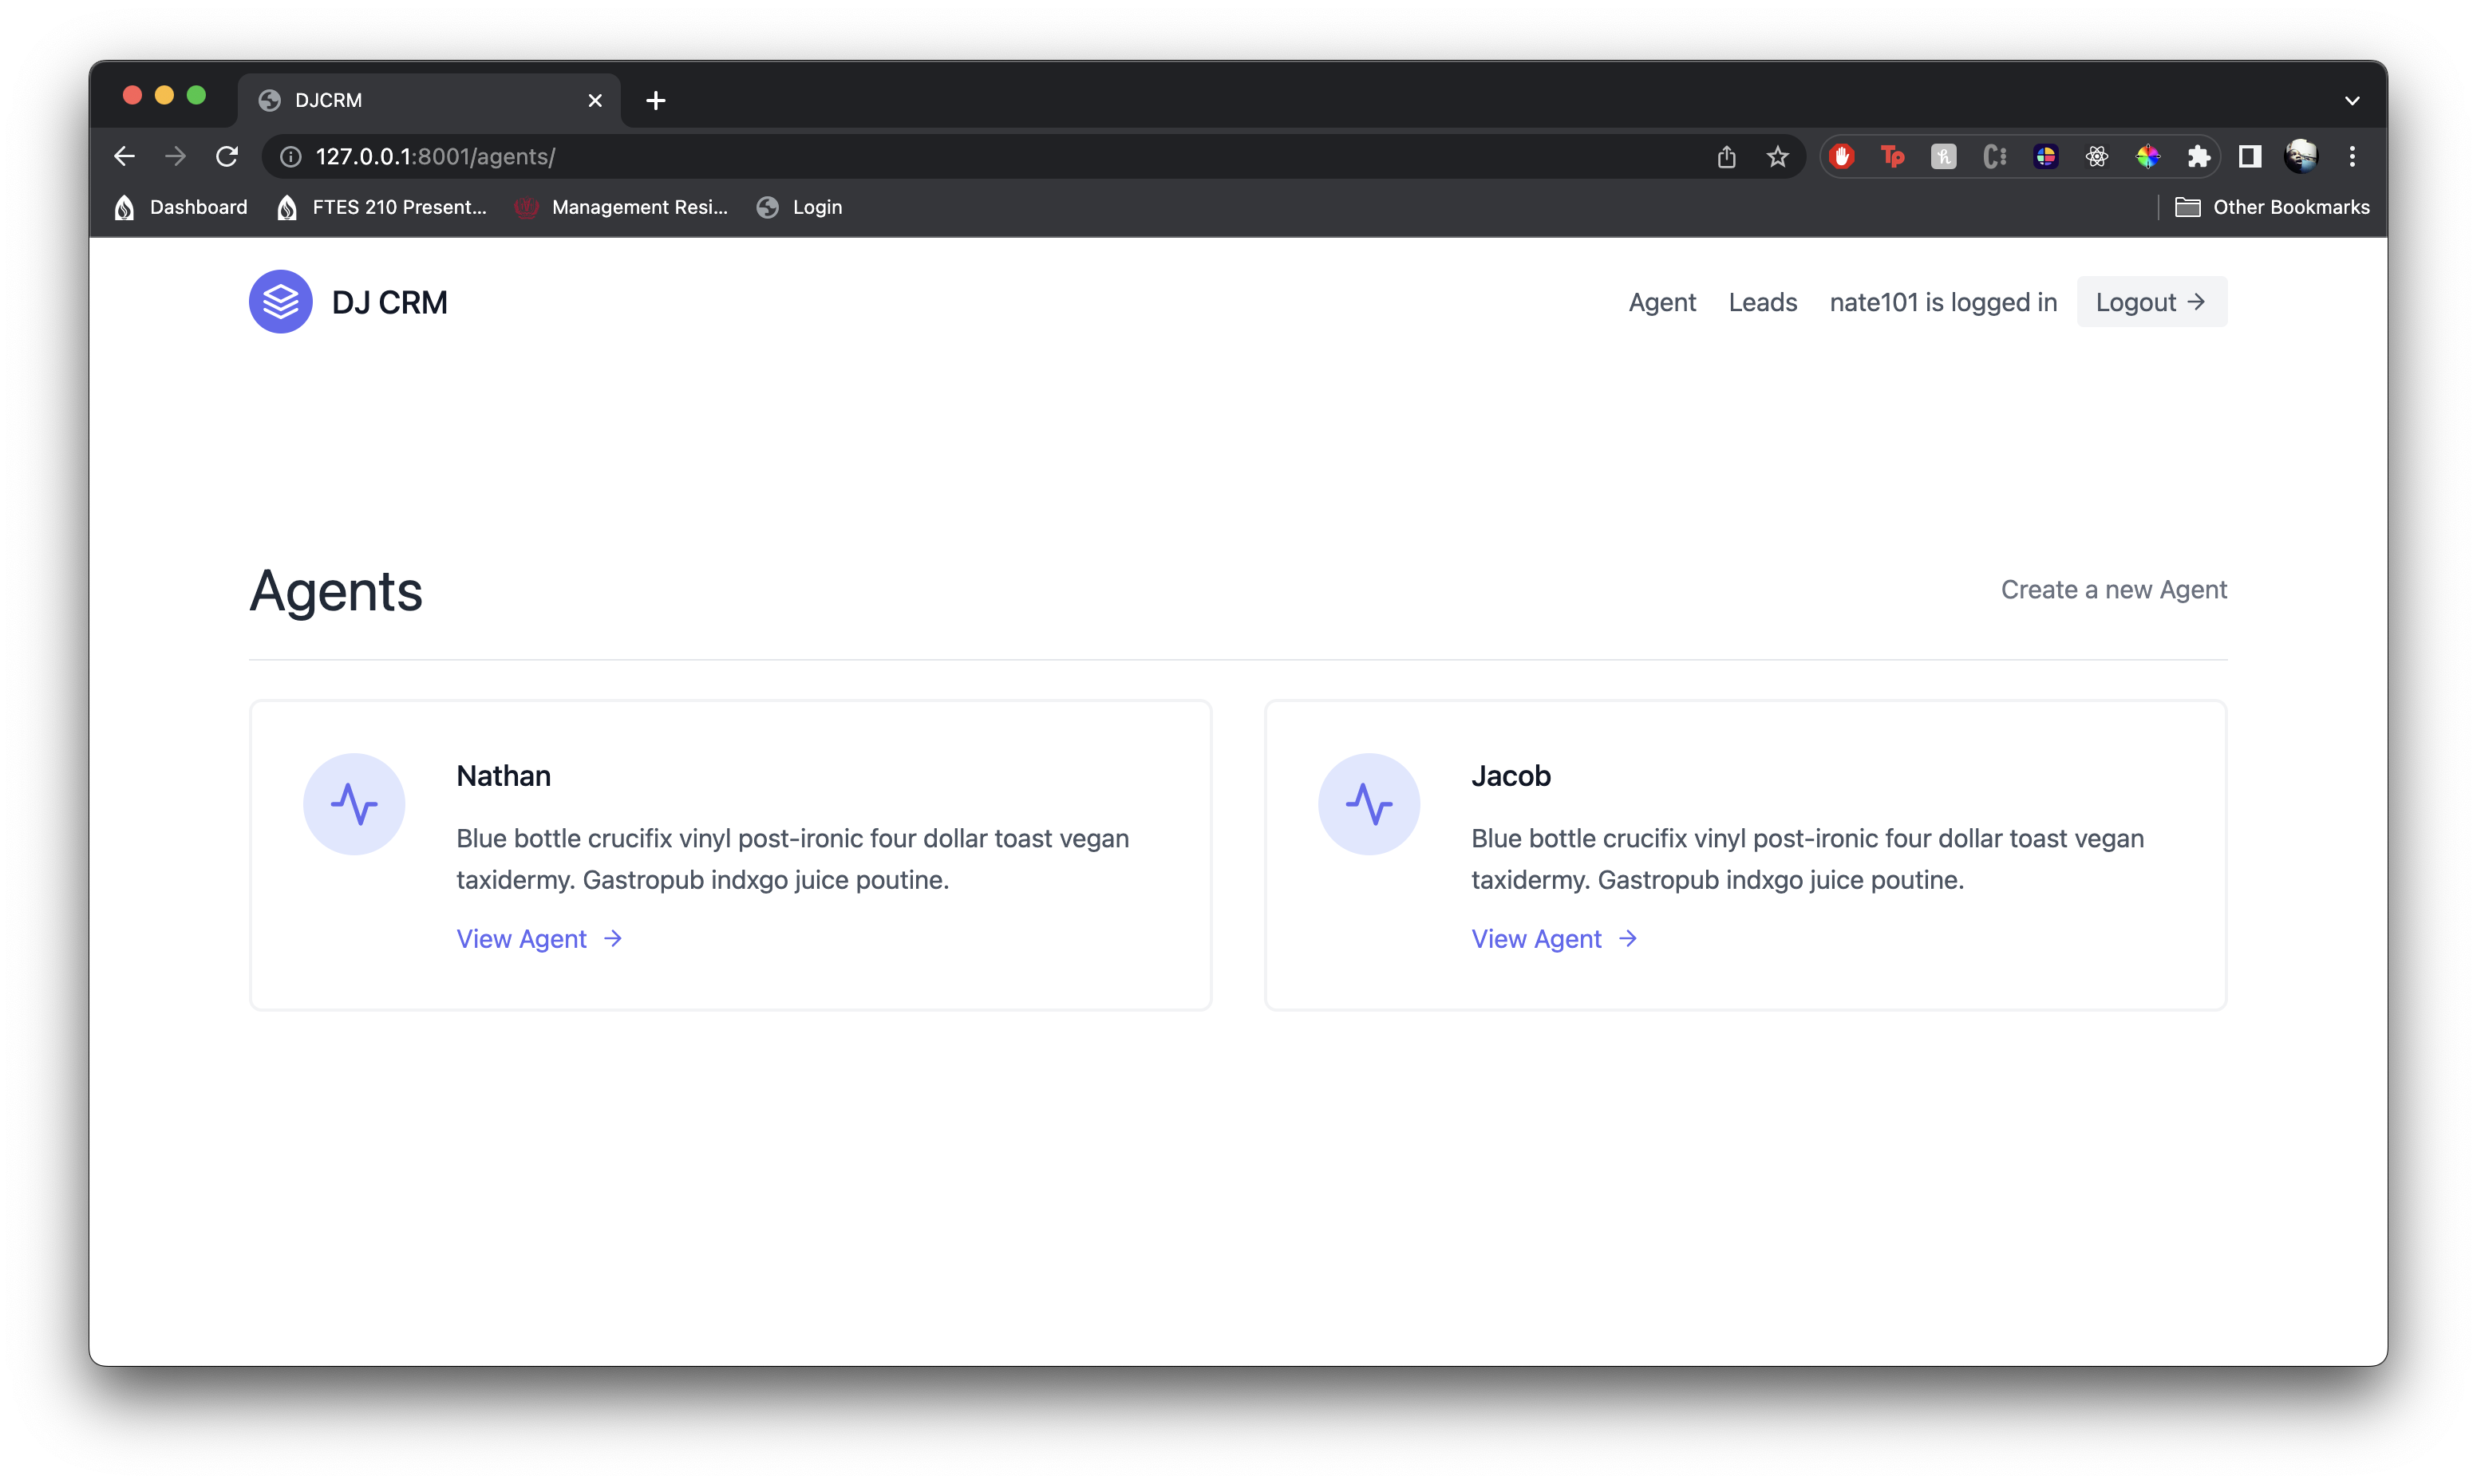 DJCRM
127.0.0.1:8001/agents/
Dashboard
FTES 210 Present...
Management Resi...
Login
Other Bookmarks
DJ CRM
Agent
Leads
nate101 is logged in
Logout →
Agents
Create a new Agent
Nathan
Blue bottle crucifix vinyl post-ironic four dollar toast vegan
taxidermy. Gastropub indxgo juice poutine.
View Agent →
Jacob
Blue bottle crucifix vinyl post-ironic four dollar toast vegan
taxidermy. Gastropub indxgo juice poutine.
View Agent →